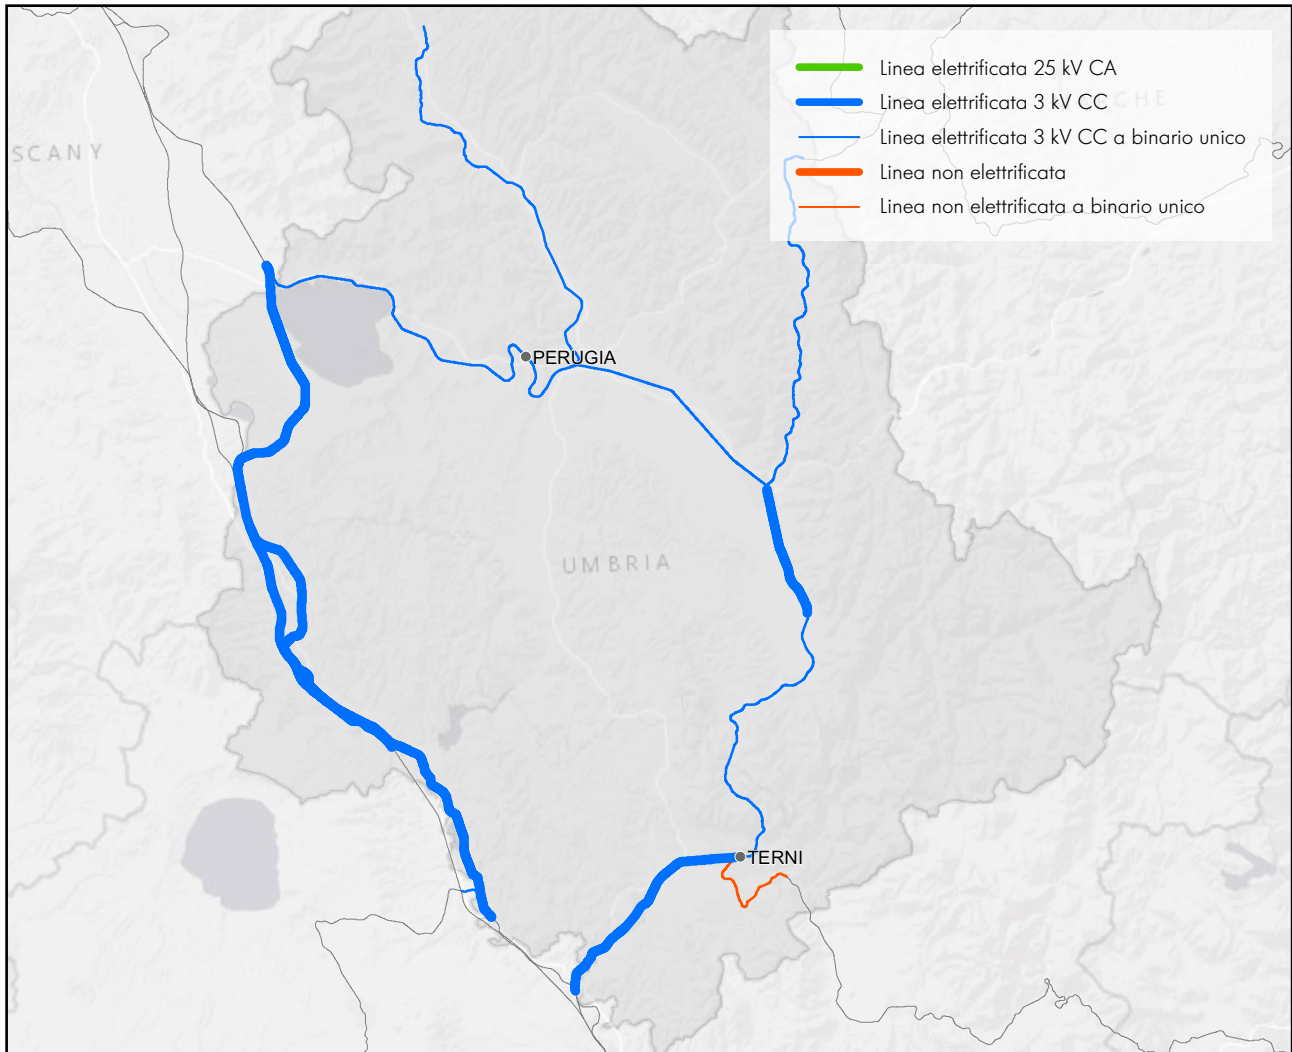 Linea elettrificata 25 kV CA
Linea elettrificata 3 kV CC
CHE
Linea elettrificata 3 kV CC a binario unico
SCANY
Linea non elettrificata
Linea non elettrificata a binario unico
PERUGIA
UMBRIA
TERNI